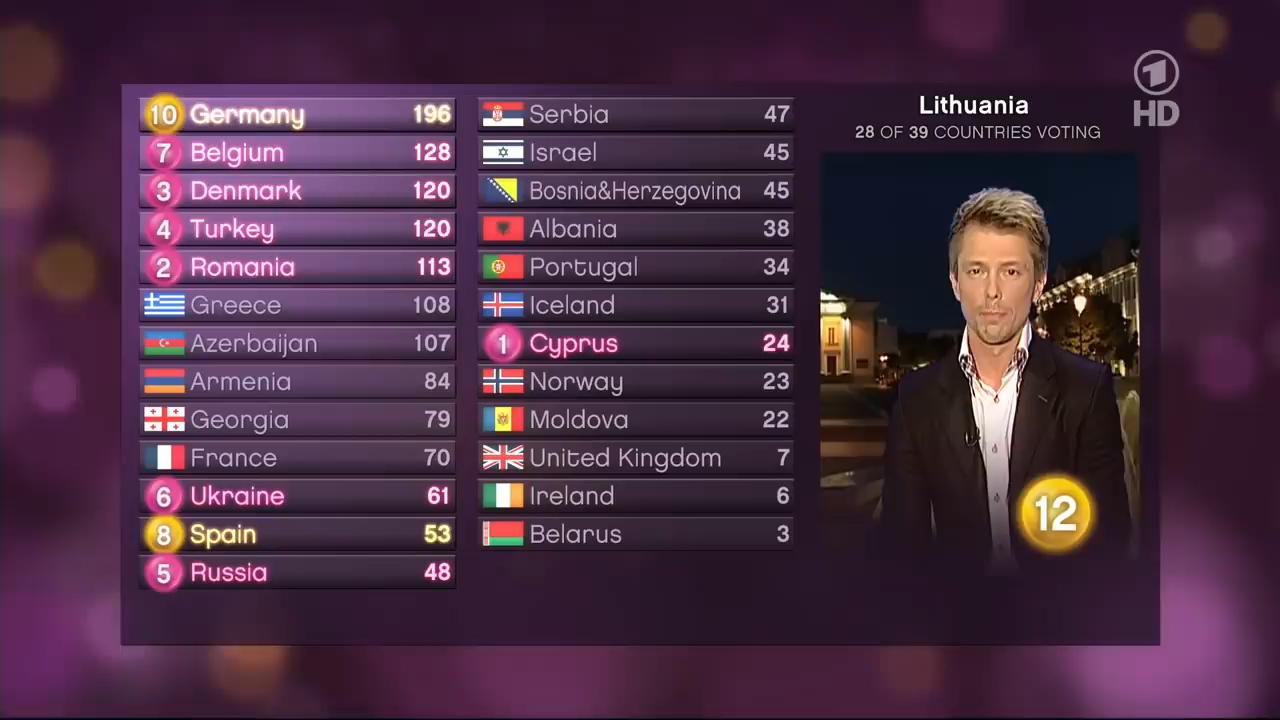 10 Germany 196
7 Belgium 128
3 Denmark 120
4 Turkey 120
2 Romania 113
Greece 108
Azerbaijan 107
Armenia 84
Georgia 79
France 70
6 Ukraine 61
8 Spain 53
5 Russia 48
Serbia 47
Israel 45
Bosnia&Herzegovina 45
Albania 38
Portugal 34
Iceland 31
1 Cyprus 24
Norway 23
Moldova 22
United Kingdom 7
Ireland 6
Belarus 3
Lithuania
28 OF 39 COUNTRIES VOTING
12
1
HD